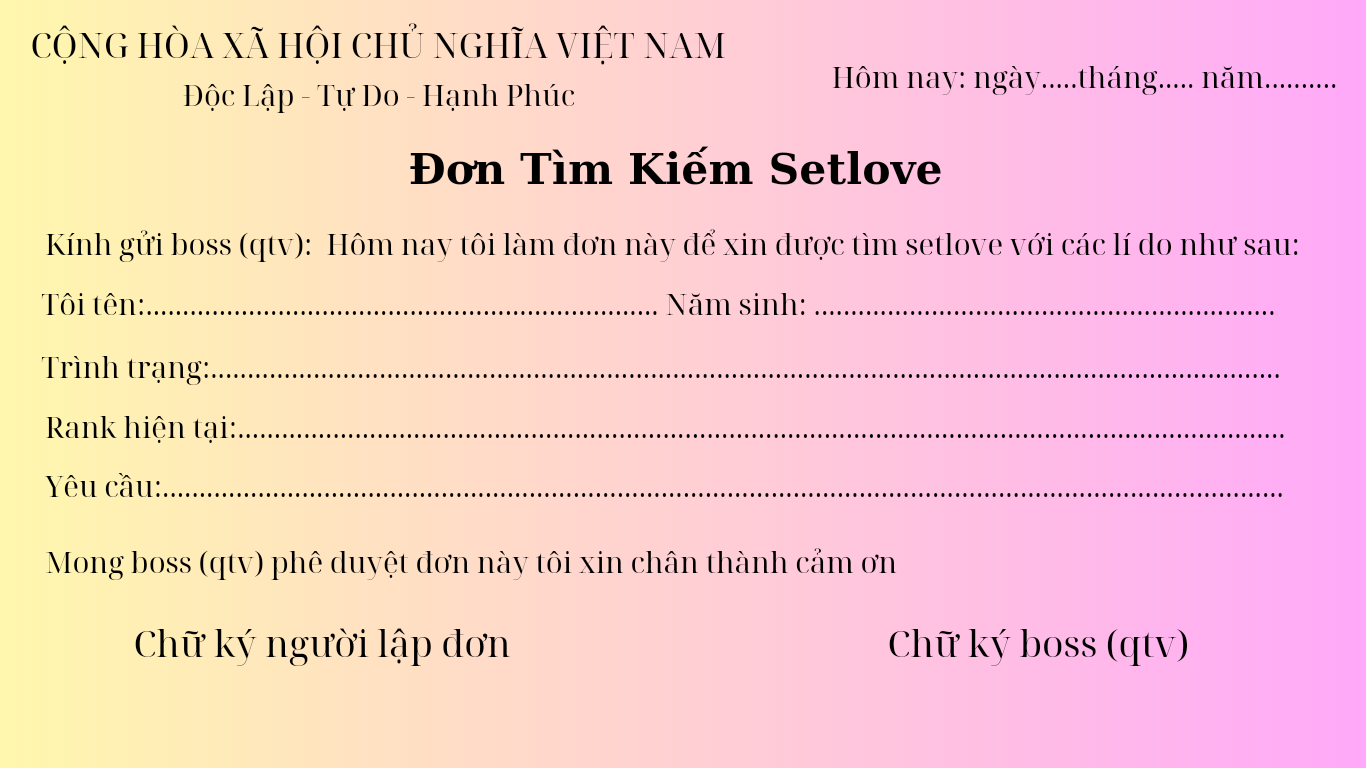 CỘNG HÒA XÃ HỘI CHỦ NGHĨA VIỆT NAM
Độc Lập - Tự Do - Hạnh Phúc
Hôm nay: ngày.....tháng..... năm..........
Đơn Tìm Kiếm Setlove
Kính gửi boss (qtv):  Hôm nay tôi làm đơn này để xin được tìm setlove với các lí do như sau:
Tôi tên:...................................................................... Năm sinh: ...............................................................
Trình trạng:..................................................................................................................................................
Rank hiện tại:...............................................................................................................................................
Yêu cầu:.........................................................................................................................................................
Mong boss (qtv) phê duyệt đơn này tôi xin chân thành cảm ơn
Chữ ký người lập đơn
Chữ ký boss (qtv)